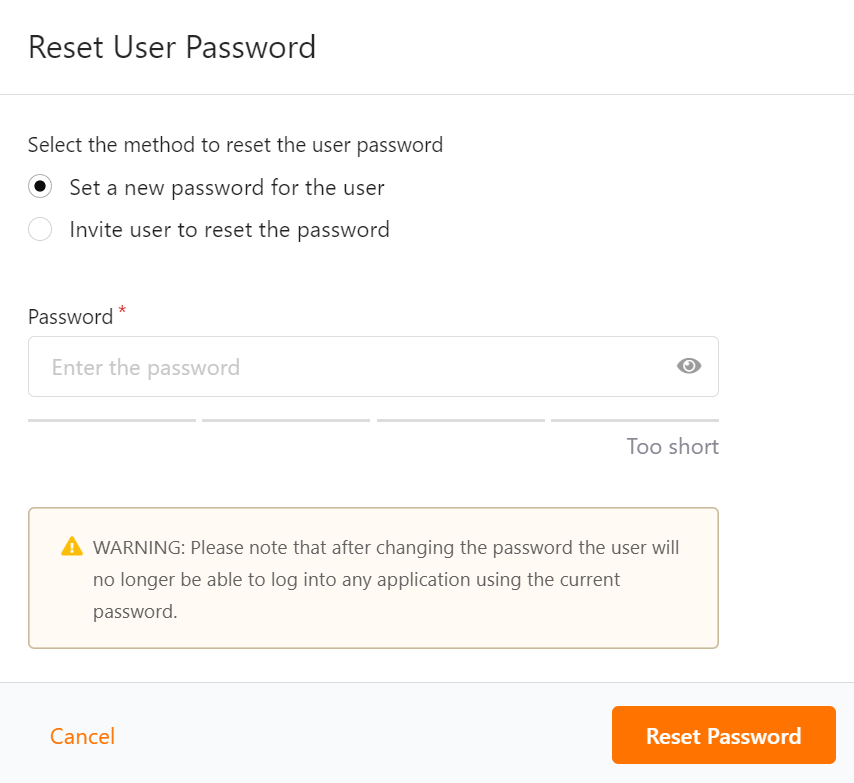 Reset User Password
Select the method to reset the user password
Set a new password for the user
Invite user to reset the password
Password *
Enter the password
Too short
WARNING: Please note that after changing the password the user will
no longer be able to log into any application using the current
password.
Cancel
Reset Password